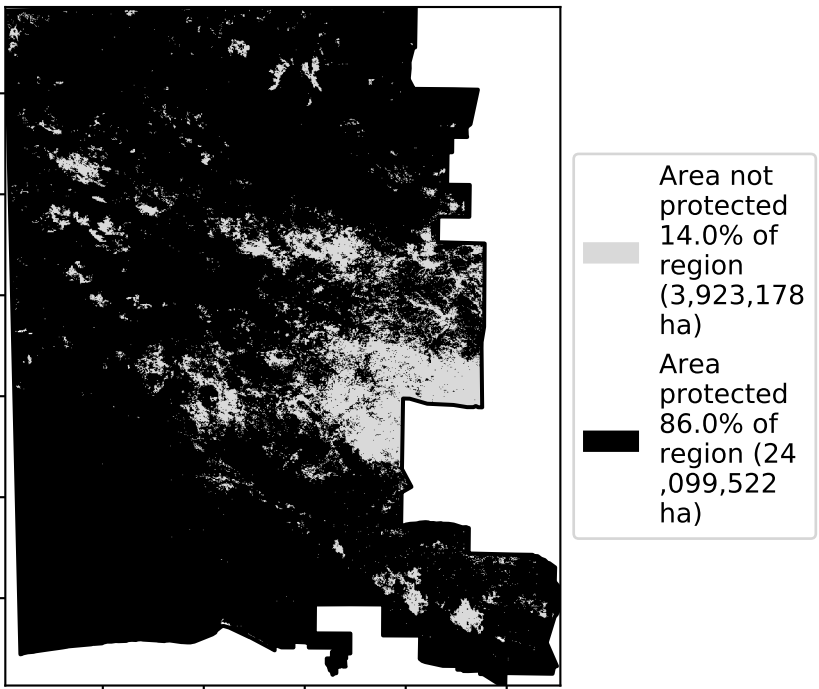 Area not
protected
14.0% of
region
(3,923,178
ha)
Area
protected
86.0% of
region (24
,099,522
ha)